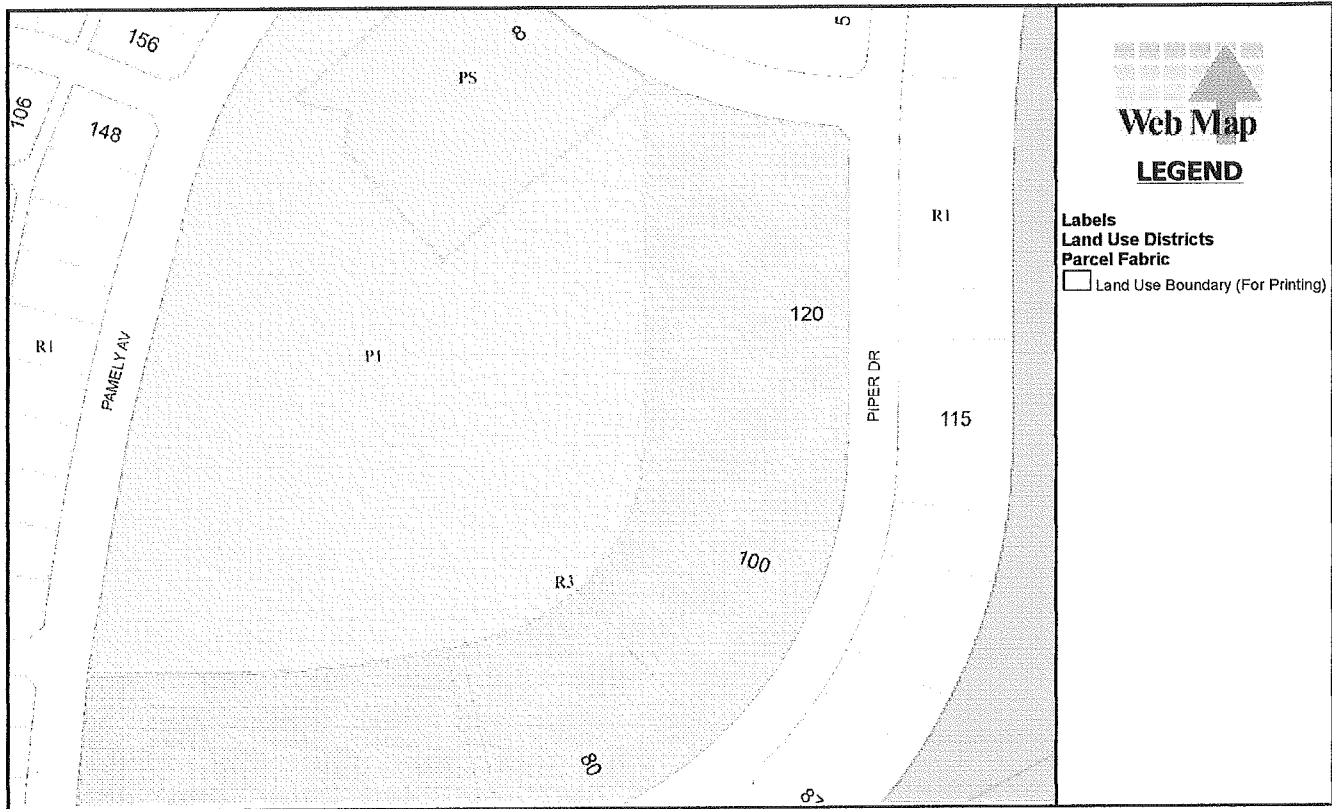 156
8
5
PS
106
148
Web Map
LEGEND
R1
Labels
Land Use Districts
Parcel Fabric
Land Use Boundary (For Printing)
120
R1
P1
PAMELY AV
PIPER DR
115
100
R3
80